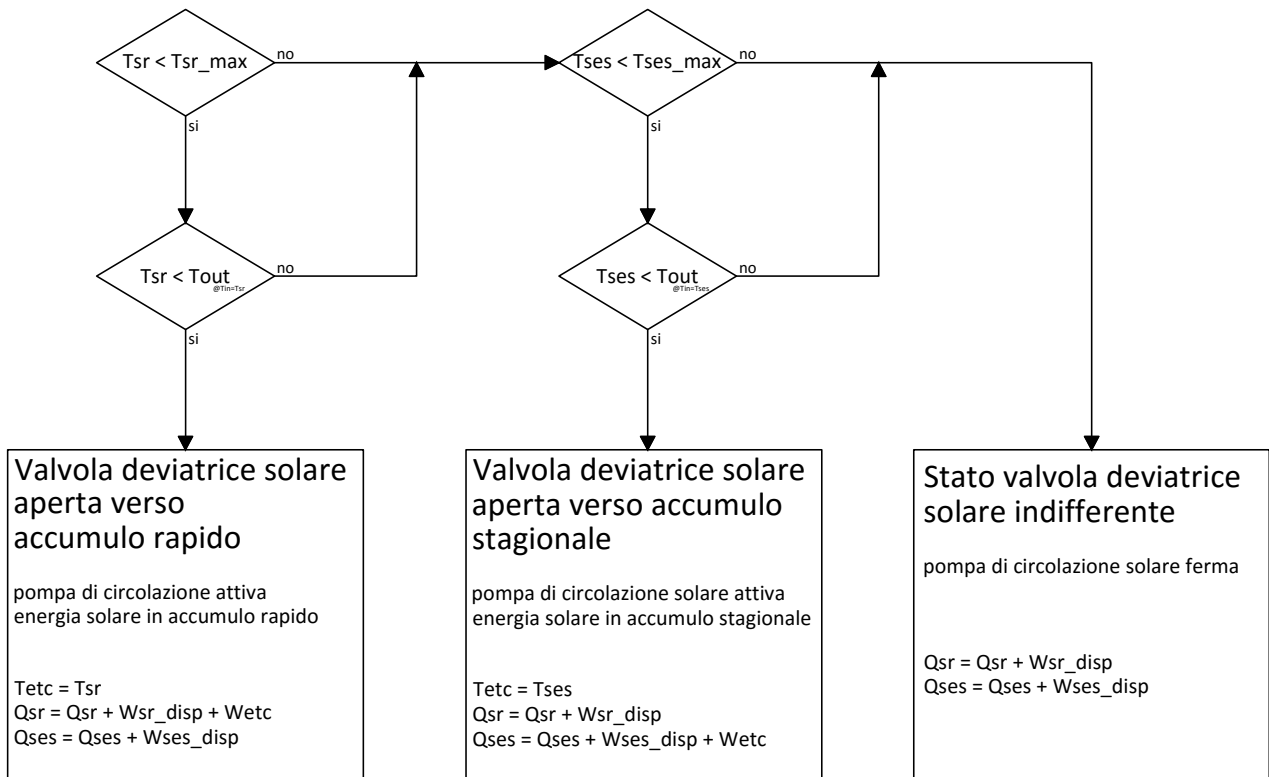 Tsr < Tsr_max
no
si
Tses < Tses_max
no
si
Tsr < Tout
@Tin=Tsr
no
si
Tses < Tout
@Tin=Tses
no
si
Valvola deviatrice solare
aperta verso
accumulo rapido
pompa di circolazione attiva
energia solare in accumulo rapido
Tetc = Tsr
Qsr = Qsr + Wsr_disp + Wetc
Qses = Qses + Wses_disp
Valvola deviatrice solare
aperta verso accumulo
stagionale
pompa di circolazione solare attiva
energia solare in accumulo stagionale
Tetc = Tses
Qsr = Qsr + Wsr_disp
Qses = Qses + Wses_disp + Wetc
Stato valvola deviatrice
solare indifferente
pompa di circolazione solare ferma
Qsr = Qsr + Wsr_disp
Qses = Qses + Wses_disp